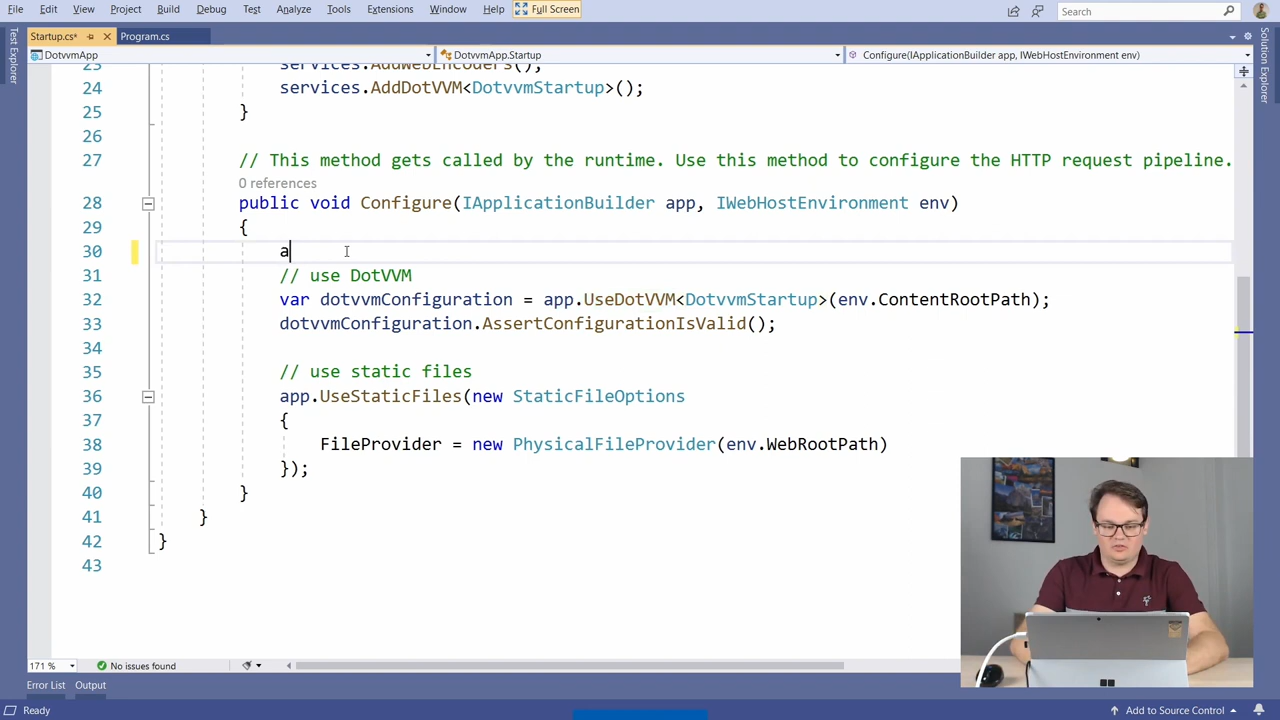 File Edit View Project Build Debug Test Analyze Tools Extensions Window Help Full Screen Search
Startup.cs* Program.cs
DotvvmApp DotvvmApp.Startup Configure(IApplicationBuilder app, IWebHostEnvironment env)
Test Explorer
Solution Explorer
23 services.AddWebEncoders();
24 services.AddDotVVM<DotvvmStartup>();
25 }
26
27 // This method gets called by the runtime. Use this method to configure the HTTP request pipeline.
0 references
28 public void Configure(IApplicationBuilder app, IWebHostEnvironment env)
29 {
30 a
31 // use DotVVM
32 var dotvvmConfiguration = app.UseDotVVM<DotvvmStartup>(env.ContentRootPath);
33 dotvvmConfiguration.AssertConfigurationIsValid();
34
35 // use static files
36 app.UseStaticFiles(new StaticFileOptions
37 {
38 FileProvider = new PhysicalFileProvider(env.WebRootPath)
39 });
40 }
41 }
42 }
43
171 % No issues found
Error List Output
Ready Add to Source Control